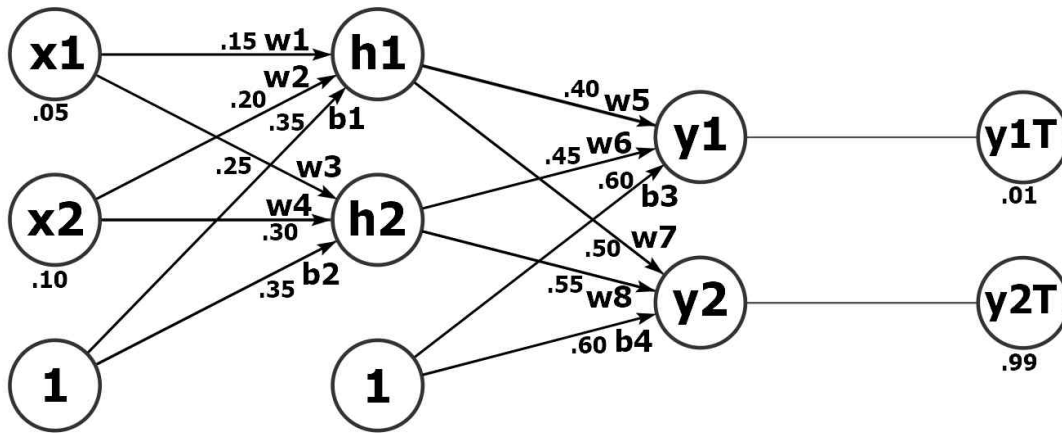 x1
.15 w1
h1
.05
w2
.20
.35
b1
.40 w5
y1
y1T
.01
.25
w3
w6
.45
.60
b3
x2
w4
.30
h2
.10
w7
.50
.35 b2
.55
w8
y2
y2T
.99
1
1
.60 b4